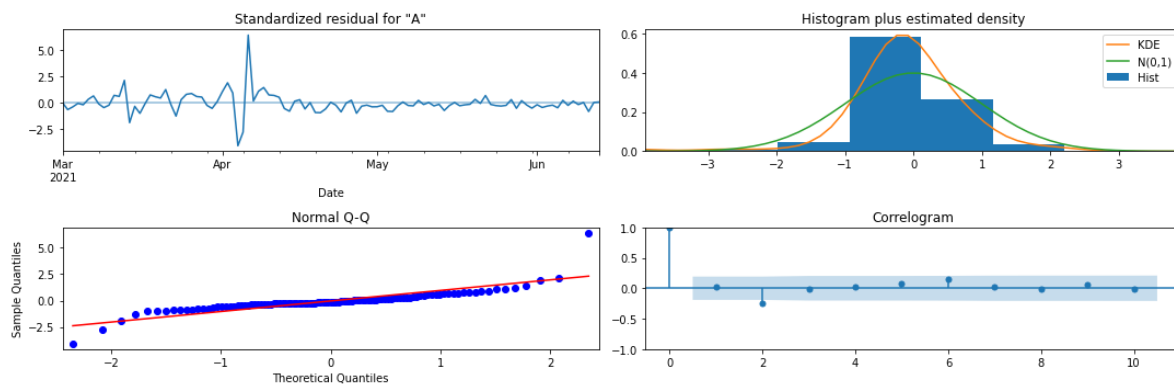 Standardized residual for "A"
5.0
2.5
0.0
−2.5
Mar
2021
Apr
May
Jun
Date
Histogram plus estimated density
0.6
0.4
0.2
0.0
−3
−2
−1
0
1
2
3
KDE
N(0,1)
Hist
Normal Q-Q
Sample Quantiles
5.0
2.5
0.0
−2.5
−2
−1
0
1
2
Theoretical Quantiles
Correlogram
1.0
0.5
0.0
−0.5
−1.0
0
2
4
6
8
10